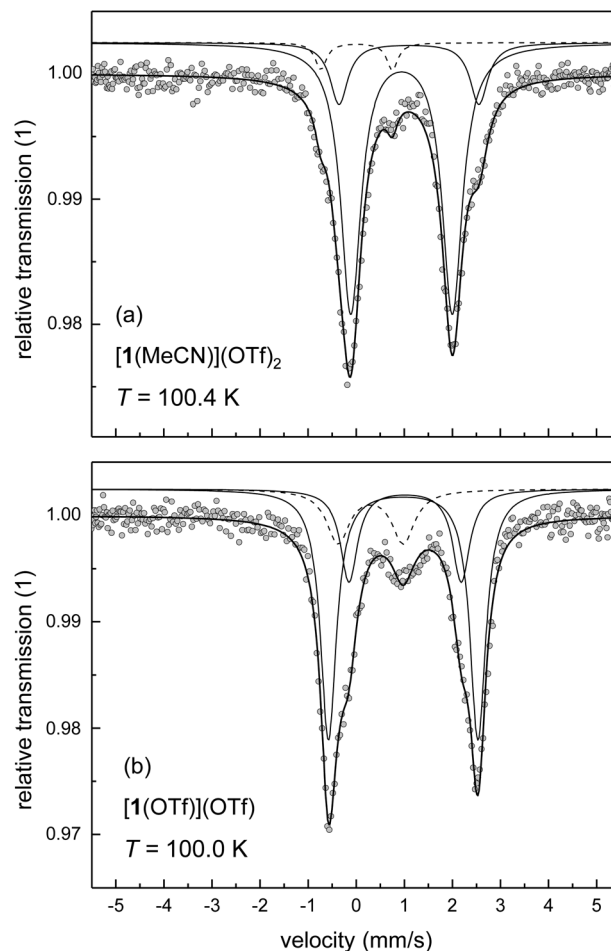 1.00
0.99
0.98
relative transmission (1)
(a)
[1(MeCN)](OTf)2
T = 100.4 K
1.00
0.99
0.98
0.97
relative transmission (1)
(b)
[1(OTf)](OTf)
T = 100.0 K
-5 -4 -3 -2 -1 0 1 2 3 4 5
velocity (mm/s)